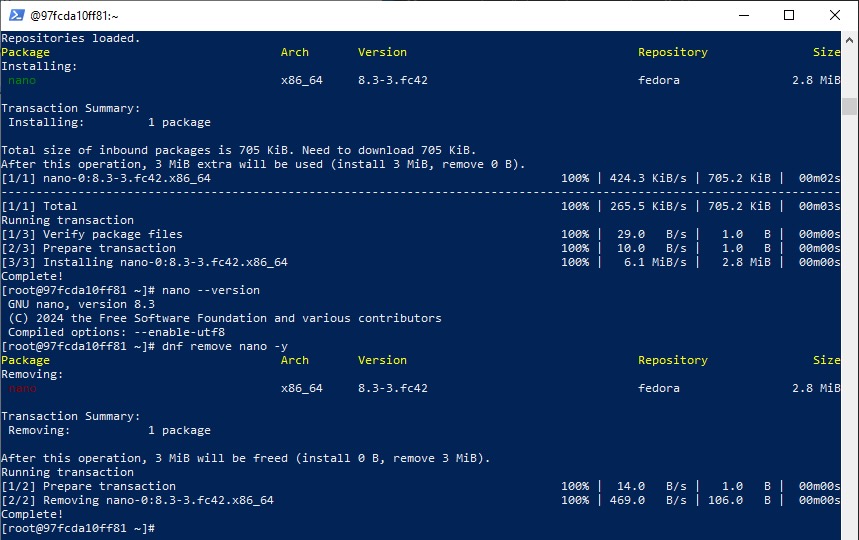 @97fcda10ff81:~
Repositories loaded.
Package Arch Version Repository Size
Installing:
nano x86_64 8.3-3.fc42 fedora 2.8 MiB
Transaction Summary:
Installing: 1 package
Total size of inbound packages is 705 KiB. Need to download 705 KiB.
After this operation, 3 MiB extra will be used (install 3 MiB, remove 0 B).
[1/1] nano-0:8.3-3.fc42.x86_64 100% | 424.3 KiB/s | 705.2 KiB | 00m02s
--------------------------------------------------------------------------------
[1/1] Total 100% | 265.5 KiB/s | 705.2 KiB | 00m03s
Running transaction
[1/3] Verify package files 100% | 29.0 B/s | 1.0 B | 00m00s
[2/3] Prepare transaction 100% | 10.0 B/s | 1.0 B | 00m00s
[3/3] Installing nano-0:8.3-3.fc42.x86_64 100% | 6.1 MiB/s | 2.8 MiB | 00m00s
Complete!
[root@97fcda10ff81 ~]# nano --version
GNU nano, version 8.3
(C) 2024 the Free Software Foundation and various contributors
Compiled options: --enable-utf8
[root@97fcda10ff81 ~]# dnf remove nano -y
Package Arch Version Repository Size
Removing:
nano x86_64 8.3-3.fc42 fedora 2.8 MiB
Transaction Summary:
Removing: 1 package
After this operation, 3 MiB will be freed (install 0 B, remove 3 MiB).
Running transaction
[1/2] Prepare transaction 100% | 14.0 B/s | 1.0 B | 00m00s
[2/2] Removing nano-0:8.3-3.fc42.x86_64 100% | 469.0 B/s | 106.0 B | 00m00s
Complete!
[root@97fcda10ff81 ~]#